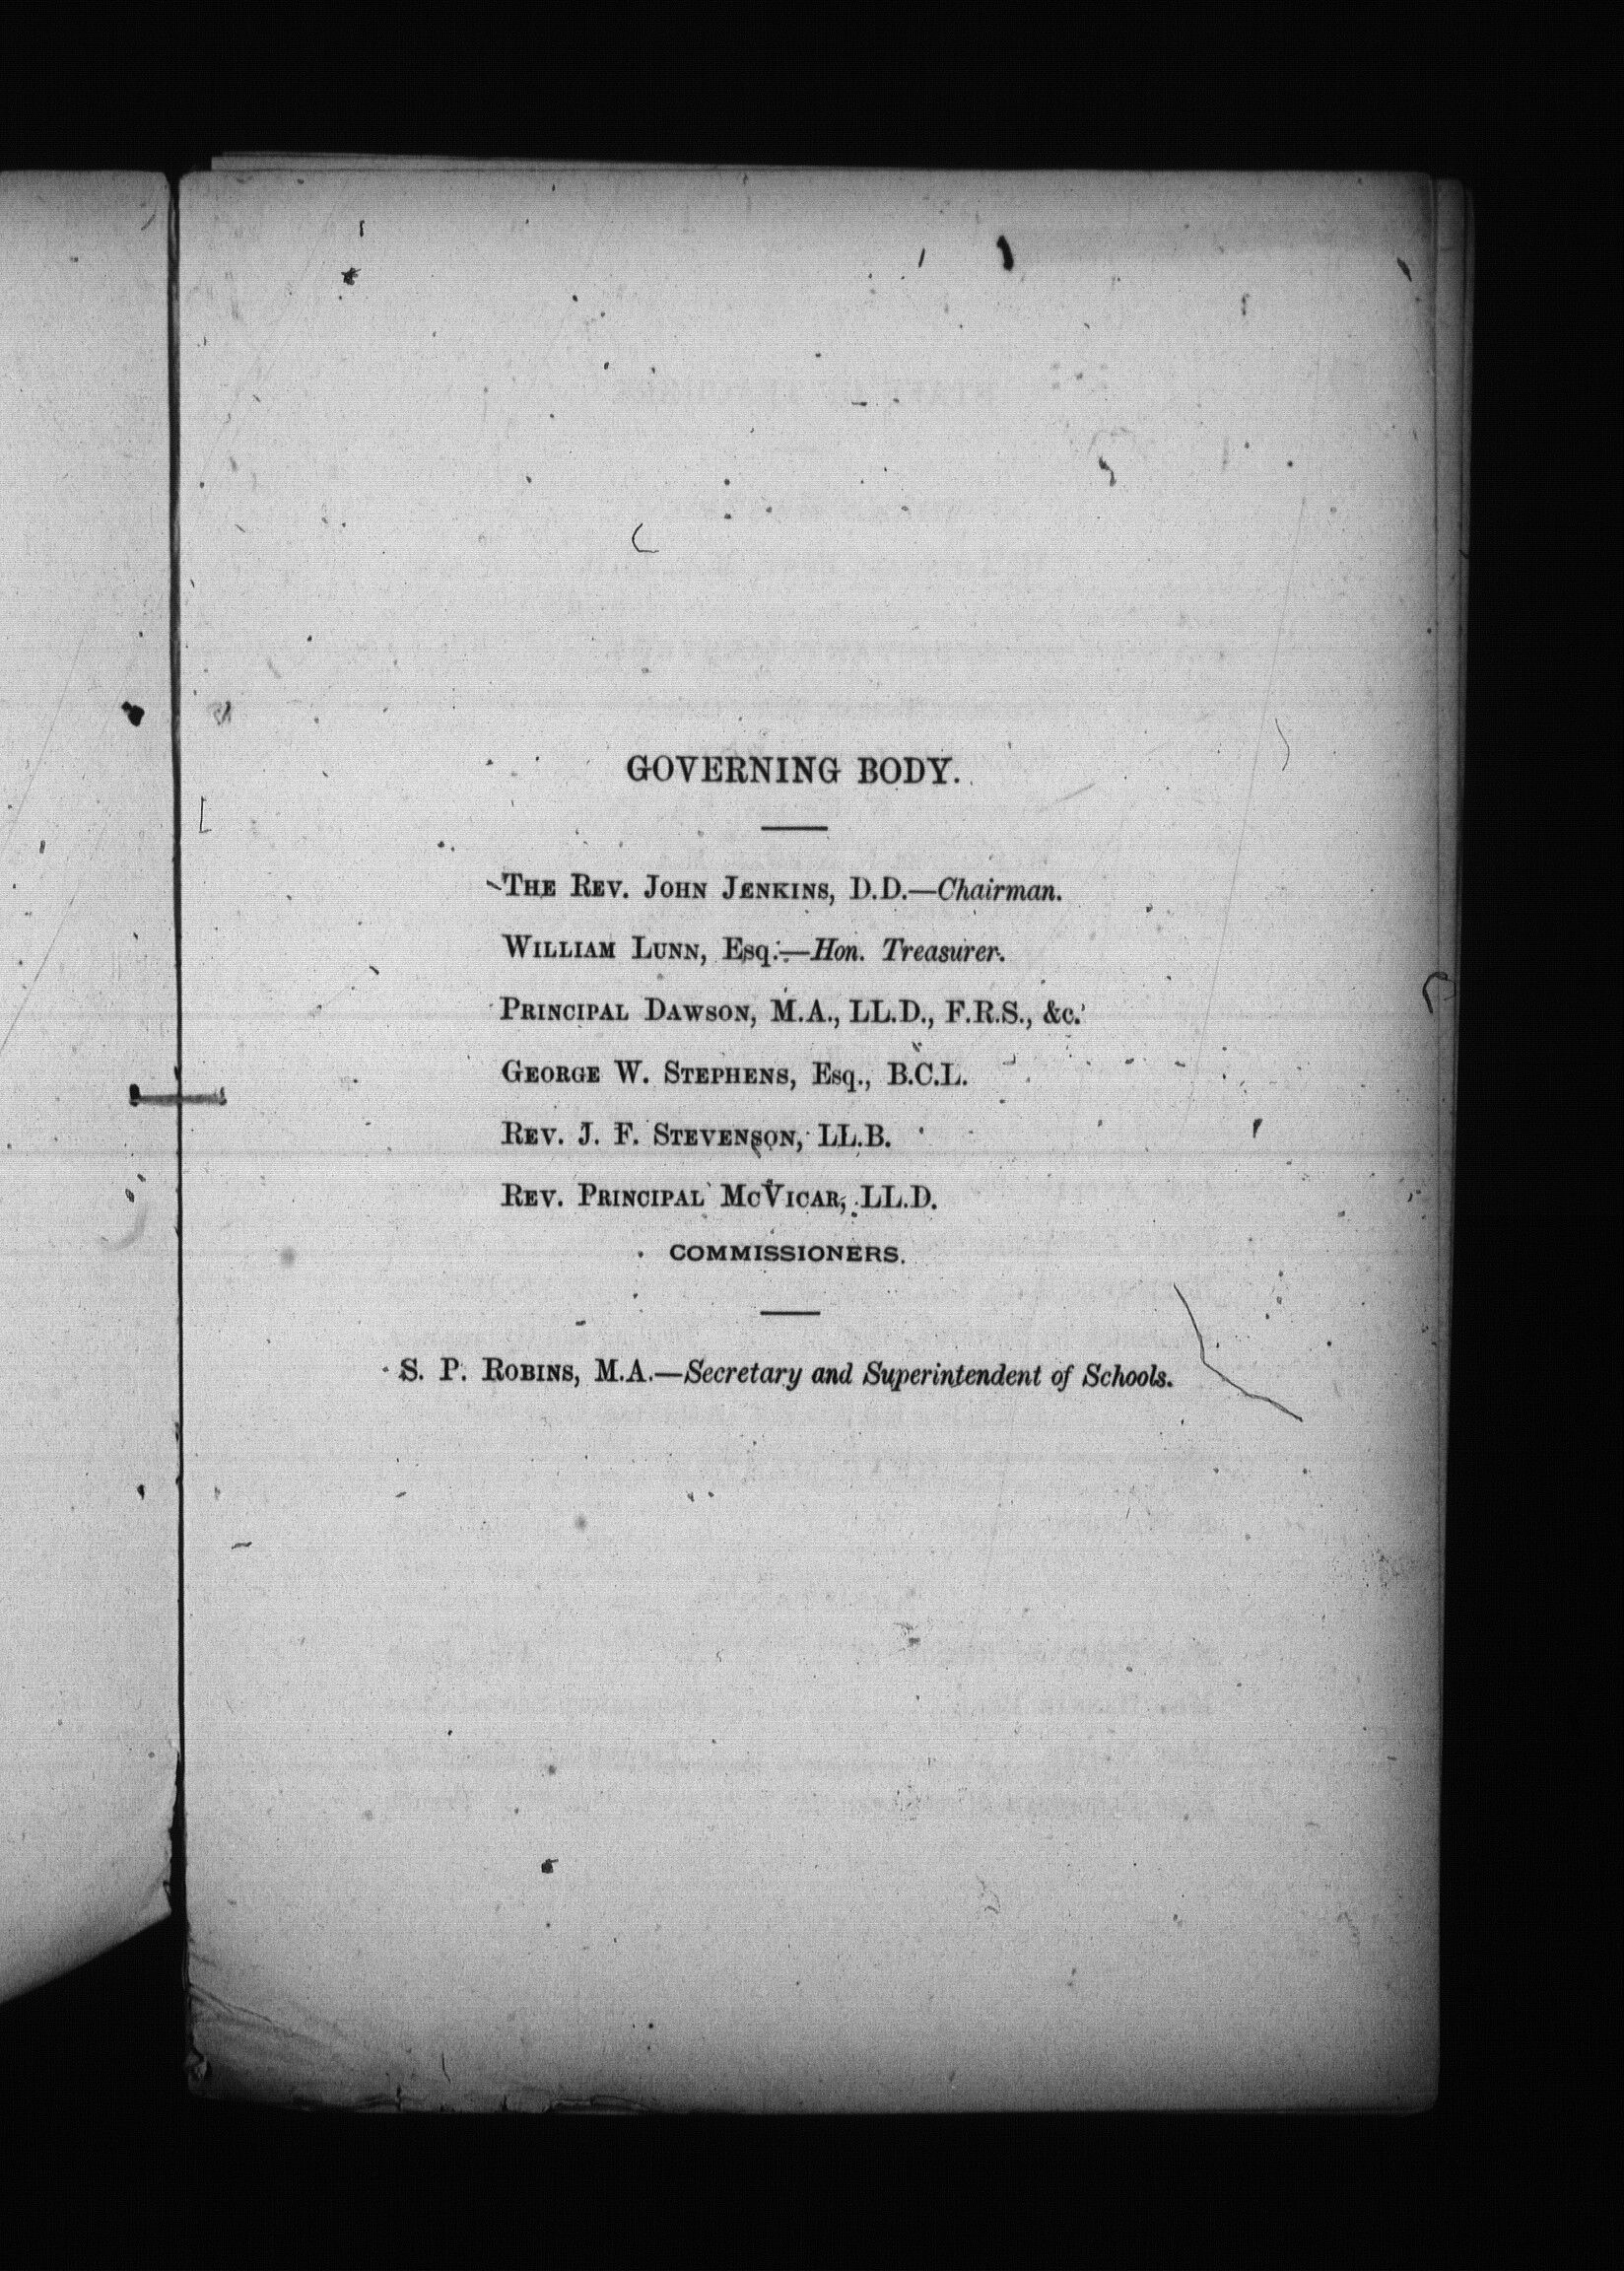 GOVERNING BODY.
THE REV. JOHN JENKINS, D.D.—Chairman.
WILLIAM LUNN, Esq.—Hon. Treasurer.
PRINCIPAL DAWSON, M.A., LL.D., F.R.S., &c.
GEORGE W. STEPHENS, Esq., B.C.L.
REV. J. F. STEVENSON, LL.B.
REV. PRINCIPAL MCVICAR, LL.D.
COMMISSIONERS.
S. P. ROBINS, M.A.—Secretary and Superintendent of Schools.